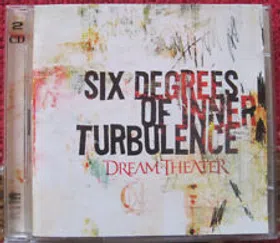 2
CD
SIX DEGREES
OF INNER
TURBULENCE
DREAM THEATER